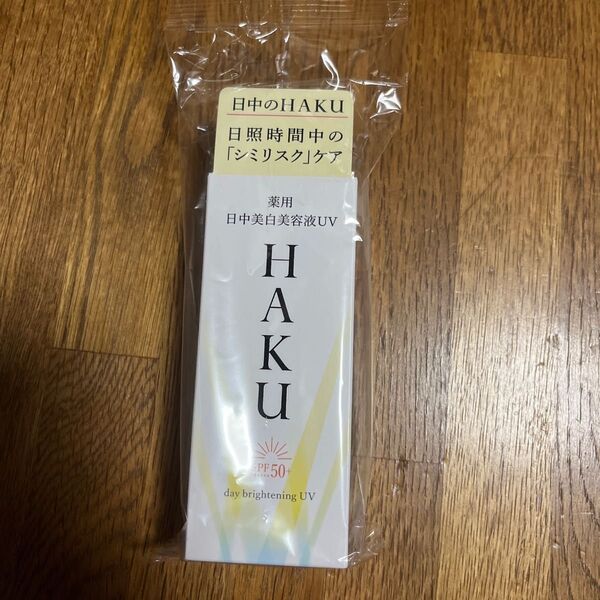 日中のHAKU
日照時間中の
「シミリスク」ケア
薬用
日中美白美容液UV
HAKU
SPF50+
day brightening UV